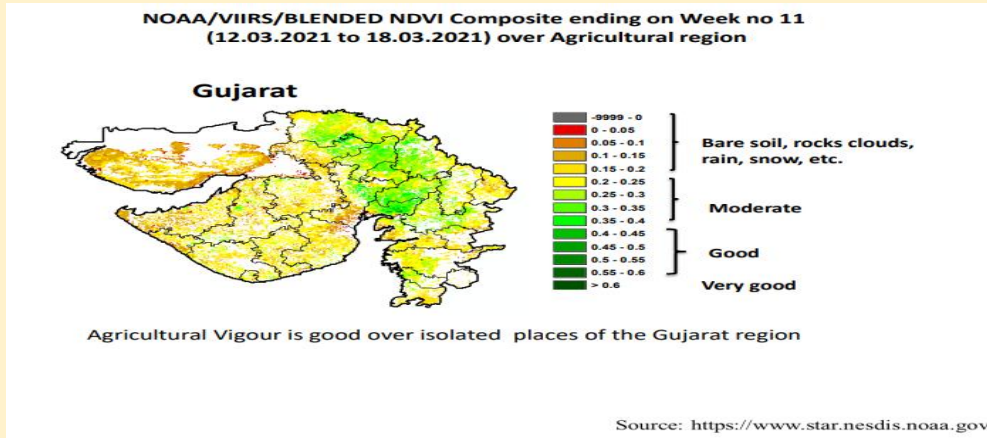 NOAA/VIIRS/BLENDED NDVI Composite ending on Week no 11
(12.03.2021 to 18.03.2021) over Agricultural region
Gujarat
-9999 - 0
0 - 0.05
0.05 - 0.1
0.1 - 0.15
0.15 - 0.2
0.2 - 0.25
0.25 - 0.3
0.3 - 0.35
0.35 - 0.4
0.4 - 0.45
0.45 - 0.5
0.5 - 0.55
0.55 - 0.6
> 0.6
Bare soil, rocks clouds,
rain, snow, etc.
Moderate
Good
Very good
Agricultural Vigour is good over isolated places of the Gujarat region
Source: https://www.star.nesdis.noaa.gov